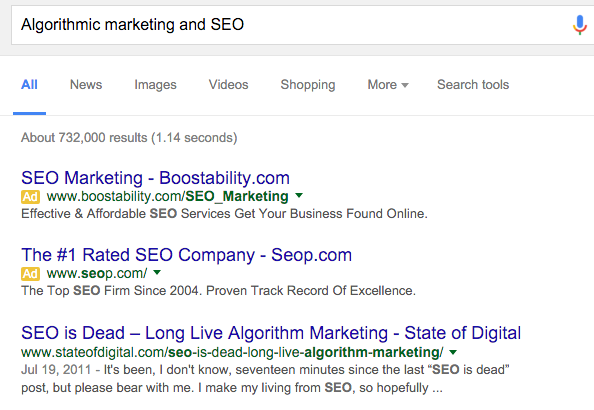 Algorithmic marketing and SEO
All News Images Videos Shopping More Search tools
About 732,000 results (1.14 seconds)
SEO Marketing - Boostability.com
Ad www.boostability.com/SEO_Marketing
Effective & Affordable SEO Services Get Your Business Found Online.
The #1 Rated SEO Company - Seop.com
Ad www.seop.com/
The Top SEO Firm Since 2004. Proven Track Record Of Excellence.
SEO is Dead – Long Live Algorithm Marketing - State of Digital
www.stateofdigital.com/seo-is-dead-long-live-algorithm-marketing/
Jul 19, 2011 - It's been, I don't know, seventeen minutes since the last “SEO is dead”
post, but please bear with me. I make my living from SEO, so hopefully ...